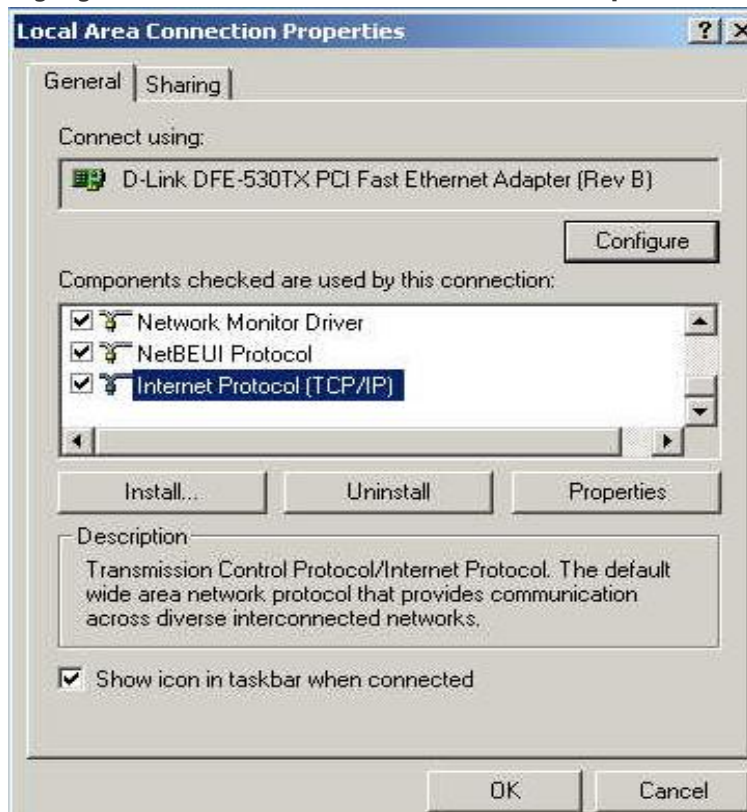 Local Area Connection Properties
General Sharing
Connect using:
D-Link DFE-530TX PCI Fast Ethernet Adapter (Rev B)
Configure
Components checked are used by this connection:
Network Monitor Driver
NetBEUI Protocol
Internet Protocol (TCP/IP)
Install... Uninstall Properties
Description
Transmission Control Protocol/Internet Protocol. The default
wide area network protocol that provides communication
across diverse interconnected networks.
Show icon in taskbar when connected
OK Cancel